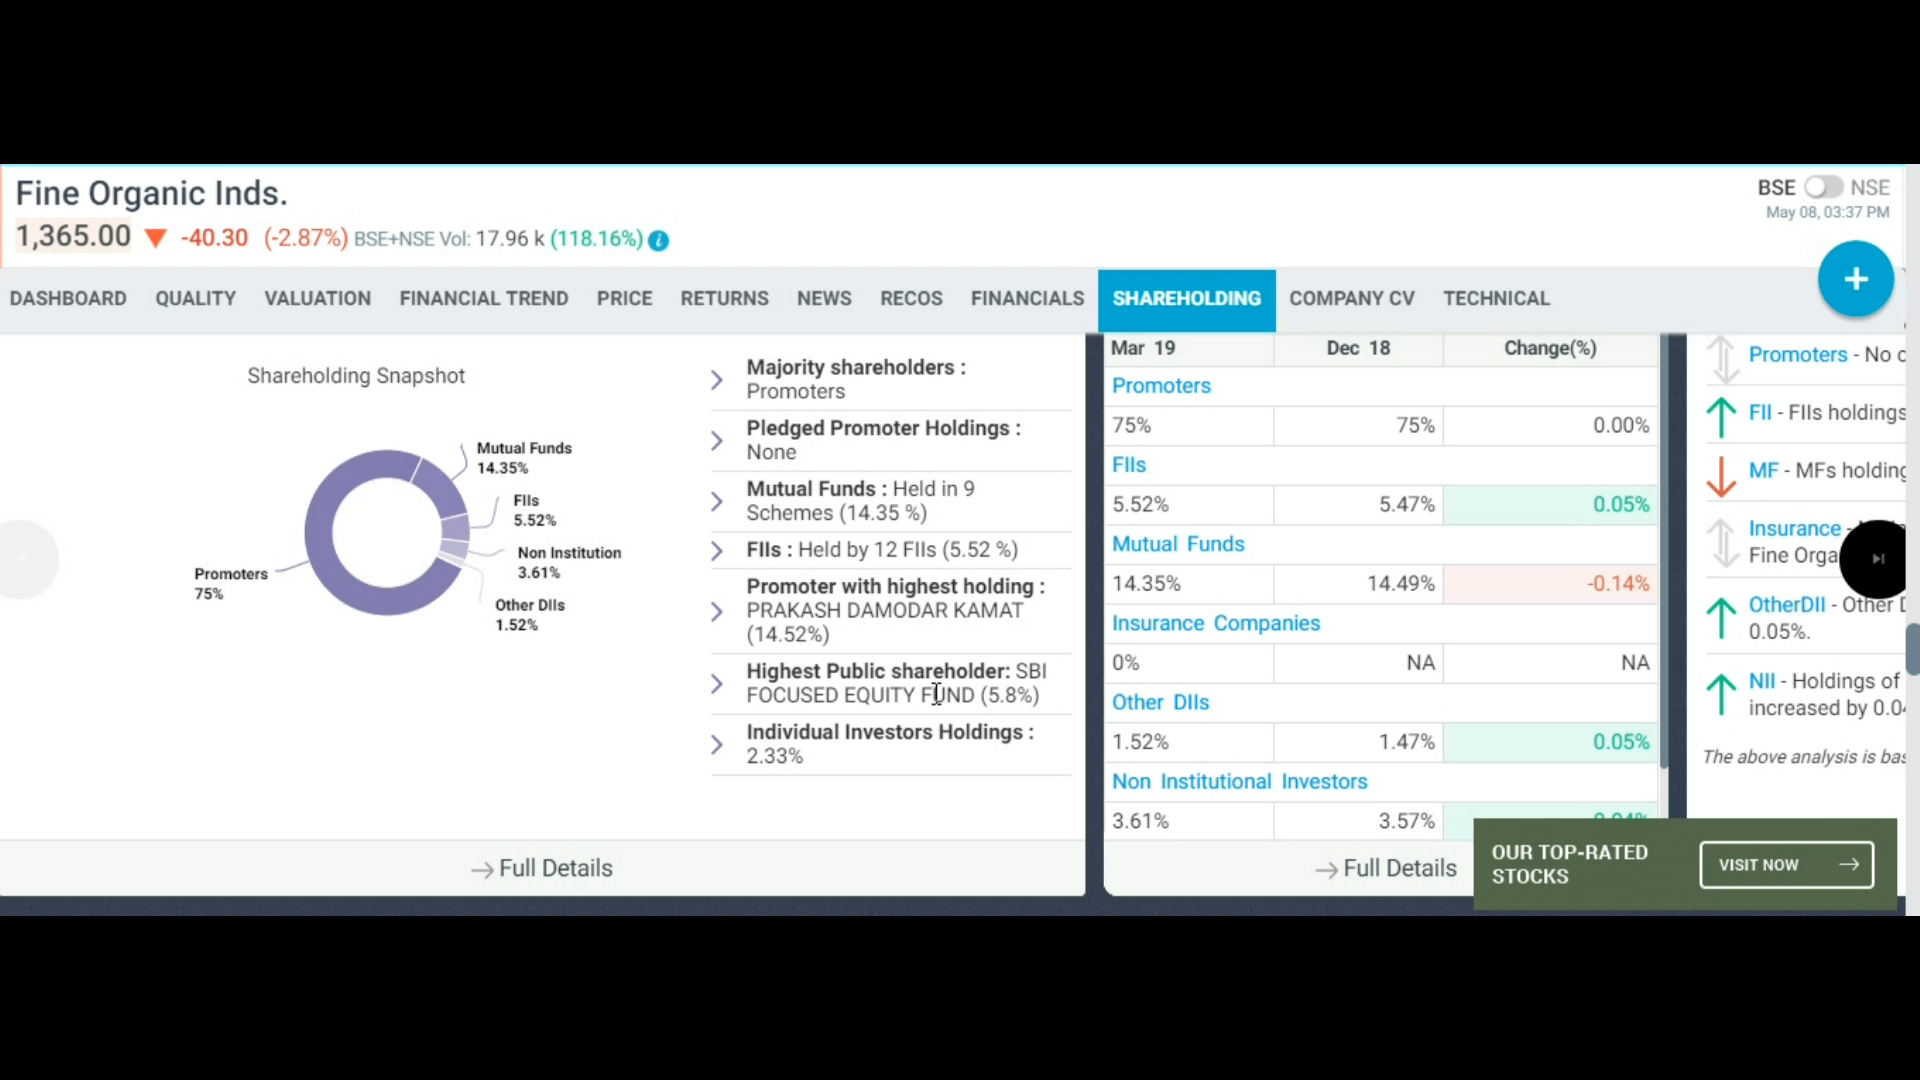 Fine Organic Inds.
1,365.00 -40.30 (-2.87%) BSE+NSE Vol: 17.96 k (118.16%)
BSE NSE
May 08, 03:37 PM
DASHBOARD QUALITY VALUATION FINANCIAL TREND PRICE RETURNS NEWS RECOS FINANCIALS SHAREHOLDING COMPANY CV TECHNICAL
Shareholding Snapshot
Mutual Funds
14.35%
FIIs
5.52%
Non Institution
3.61%
Promoters
75%
Other DIIs
1.52%
Majority shareholders :
Promoters
Pledged Promoter Holdings :
None
Mutual Funds : Held in 9
Schemes (14.35 %)
FIIs : Held by 12 FIIs (5.52 %)
Promoter with highest holding :
PRAKASH DAMODAR KAMAT
(14.52%)
Highest Public shareholder: SBI
FOCUSED EQUITY FUND (5.8%)
Individual Investors Holdings :
2.33%
Full Details
Mar 19 Dec 18 Change(%)
Promoters
75% 75% 0.00%
FIIs
5.52% 5.47% 0.05%
Mutual Funds
14.35% 14.49% -0.14%
Insurance Companies
0% NA NA
Other DIIs
1.52% 1.47% 0.05%
Non Institutional Investors
3.61% 3.57%
Full Details
Promoters - No
FII - FIIs holdings
MF - MFs holding
Insurance -
Fine Orga
OtherDII - Other
0.05%.
NII - Holdings of
increased by 0.0
The above analysis is bas
OUR TOP-RATED
STOCKS
VISIT NOW